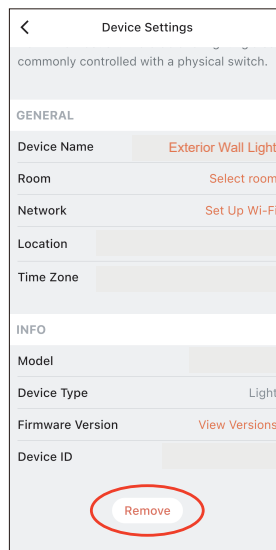 Device Settings
commonly controlled with a physical switch.
GENERAL
Device Name Exterior Wall Light
Room Select room
Network Set Up Wi-Fi
Location
Time Zone
INFO
Model
Device Type Light
Firmware Version View Versions
Device ID
Remove